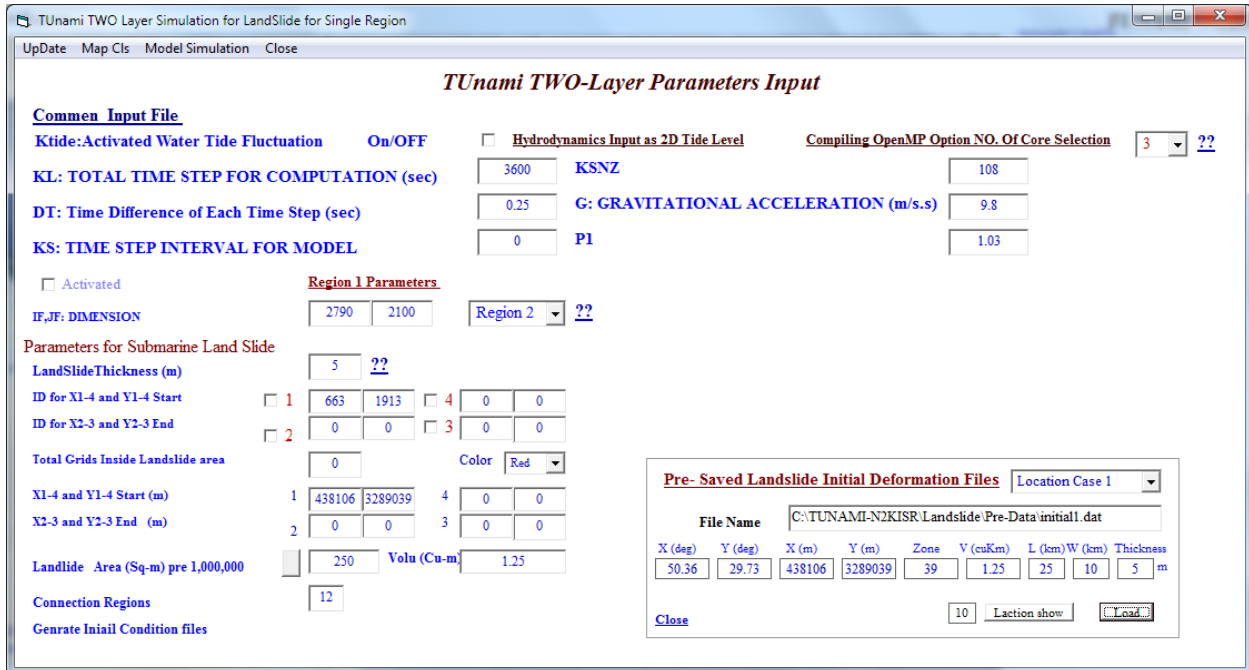 TUnami TWO Layer Simulation for LandSlide for Single Region
UpDate Map Cls Model Simulation Close
TUnami TWO-Layer Parameters Input
Commen Input File
Ktide:Activated Water Tide Fluctuation On/OFF Hydrodynamics Input as 2D Tide Level Compiling OpenMP Option NO. Of Core Selection 3 ??
KL: TOTAL TIME STEP FOR COMPUTATION (sec) 3600 KSNZ 108
DT: Time Difference of Each Time Step (sec) 0.25 G: GRAVITATIONAL ACCELERATION (m/s.s) 9.8
KS: TIME STEP INTERVAL FOR MODEL 0 P1 1.03
Activated Region 1 Parameters
IF,JF: DIMENSION 2790 2100 Region 2 ??
Parameters for Submarine Land Slide
LandSlideThickness (m) 5 ??
ID for X1-4 and Y1-4 Start 1 663 1913 4 0 0
ID for X2-3 and Y2-3 End 2 0 0 3 0 0
Total Grids Inside Landslide area 0 Color Red
X1-4 and Y1-4 Start (m) 1 438106 3289039 4 0 0
X2-3 and Y2-3 End (m) 2 0 0 3 0 0
Landlide Area (Sq-m) pre 1,000,000 250 Volu (Cu-m) 1.25
Connection Regions 12
Genrate Iniail Condition files
Pre- Saved Landslide Initial Deformation Files Location Case 1
File Name C:\TUNAMI-N2KISR\Landslide\Pre-Data\initial1.dat
X (deg) Y (deg) X (m) Y (m) Zone V (cuKm) L (km) W (km) Thickness
50.36 29.73 438106 3289039 39 1.25 25 10 5 m
Close 10 Laction show Load